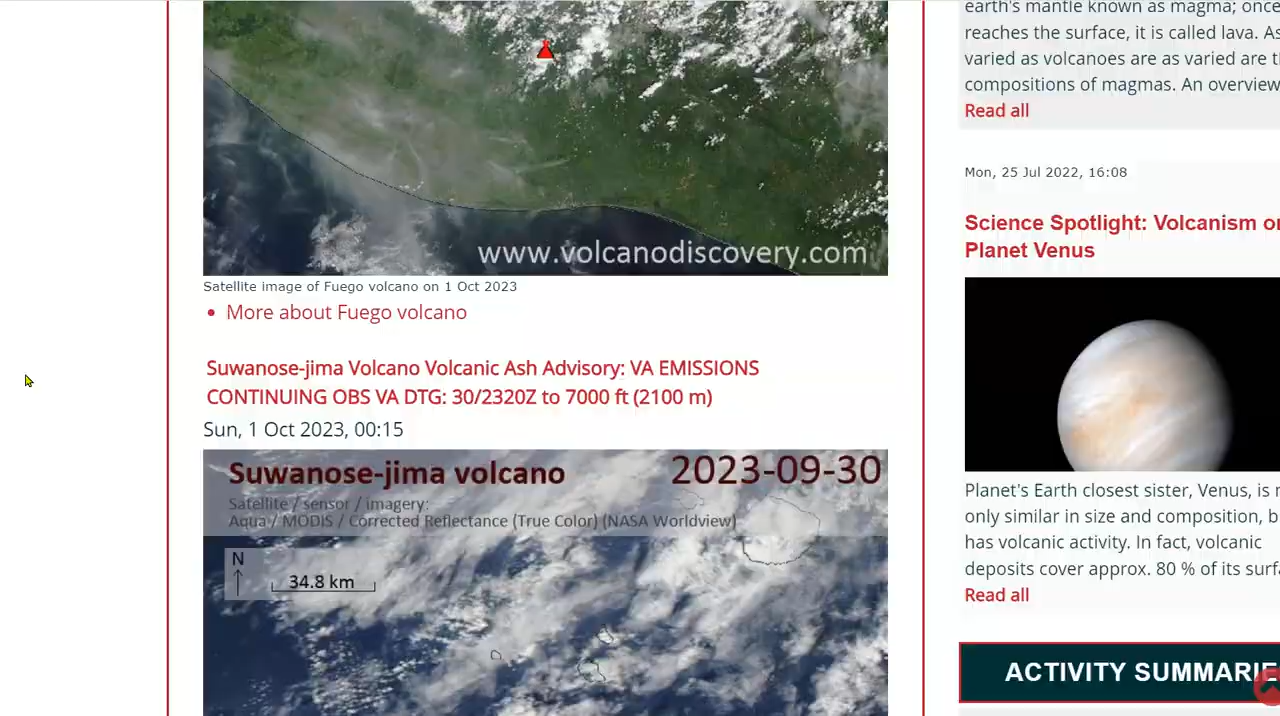 www.volcanodiscovery.com
Satellite image of Fuego volcano on 1 Oct 2023
More about Fuego volcano
Suwanose-jima Volcano Volcanic Ash Advisory: VA EMISSIONS
CONTINUING OBS VA DTG: 30/2320Z to 7000 ft (2100 m)
Sun, 1 Oct 2023, 00:15
Suwanose-jima volcano
2023-09-30
Satellite / sensor / imagery:
Aqua / MODIS / Corrected Reflectance (True Color) (NASA Worldview)
N
34.8 km
earth's mantle known as magma; once
reaches the surface, it is called lava. As
varied as volcanoes are as varied are
compositions of magmas. An overview
Read all
Mon, 25 Jul 2022, 16:08
Science Spotlight: Volcanism
Planet Venus
Planet's Earth closest sister, Venus, is
only similar in size and composition,
has volcanic activity. In fact, volcanic
deposits cover approx. 80 % of its
Read all
ACTIVITY